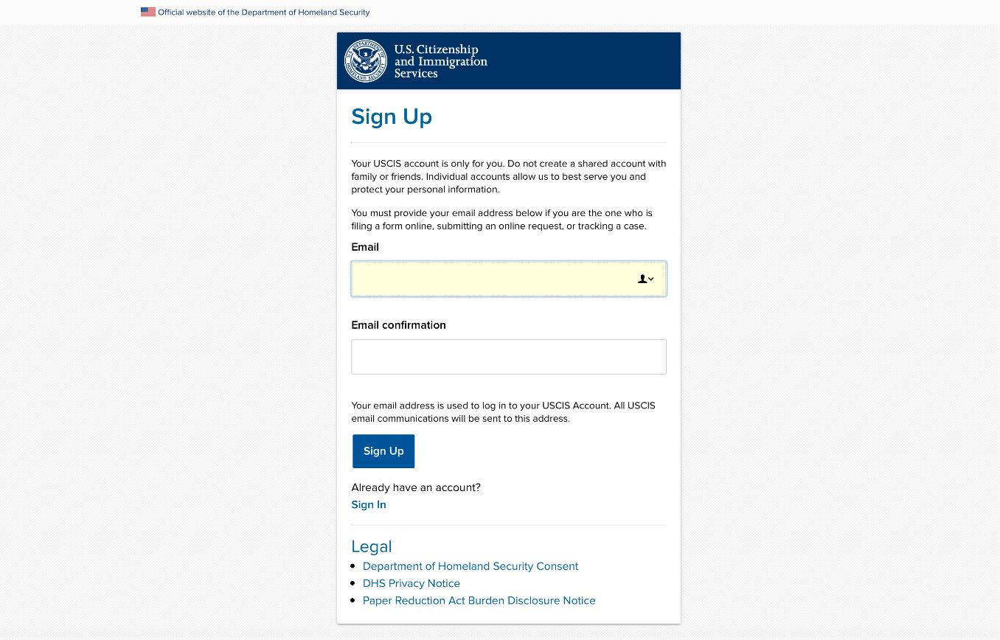 Official website of the Department of Homeland Security
U.S. DEPARTMENT OF HOMELAND SECURITY
U.S. Citizenship
and Immigration
Services
Sign Up
Your USCIS account is only for you. Do not create a shared account with
family or friends. Individual accounts allow us to best serve you and
protect your personal information.
You must provide your email address below if you are the one who is
filing a form online, submitting an online request, or tracking a case.
Email
Email confirmation
Your email address is used to log in to your USCIS Account. All USCIS
email communications will be sent to this address.
Sign Up
Already have an account?
Sign In
Legal
Department of Homeland Security Consent
DHS Privacy Notice
Paper Reduction Act Burden Disclosure Notice